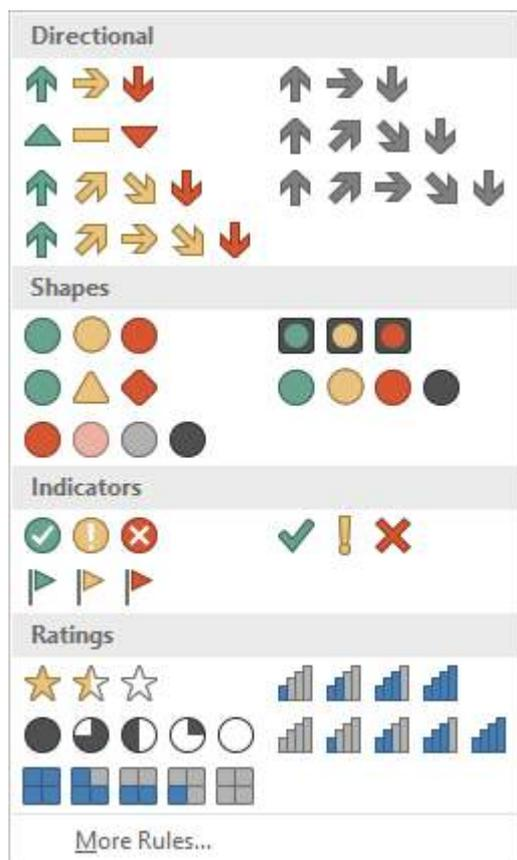 Directional
Shapes
Indicators
Ratings
More Rules...